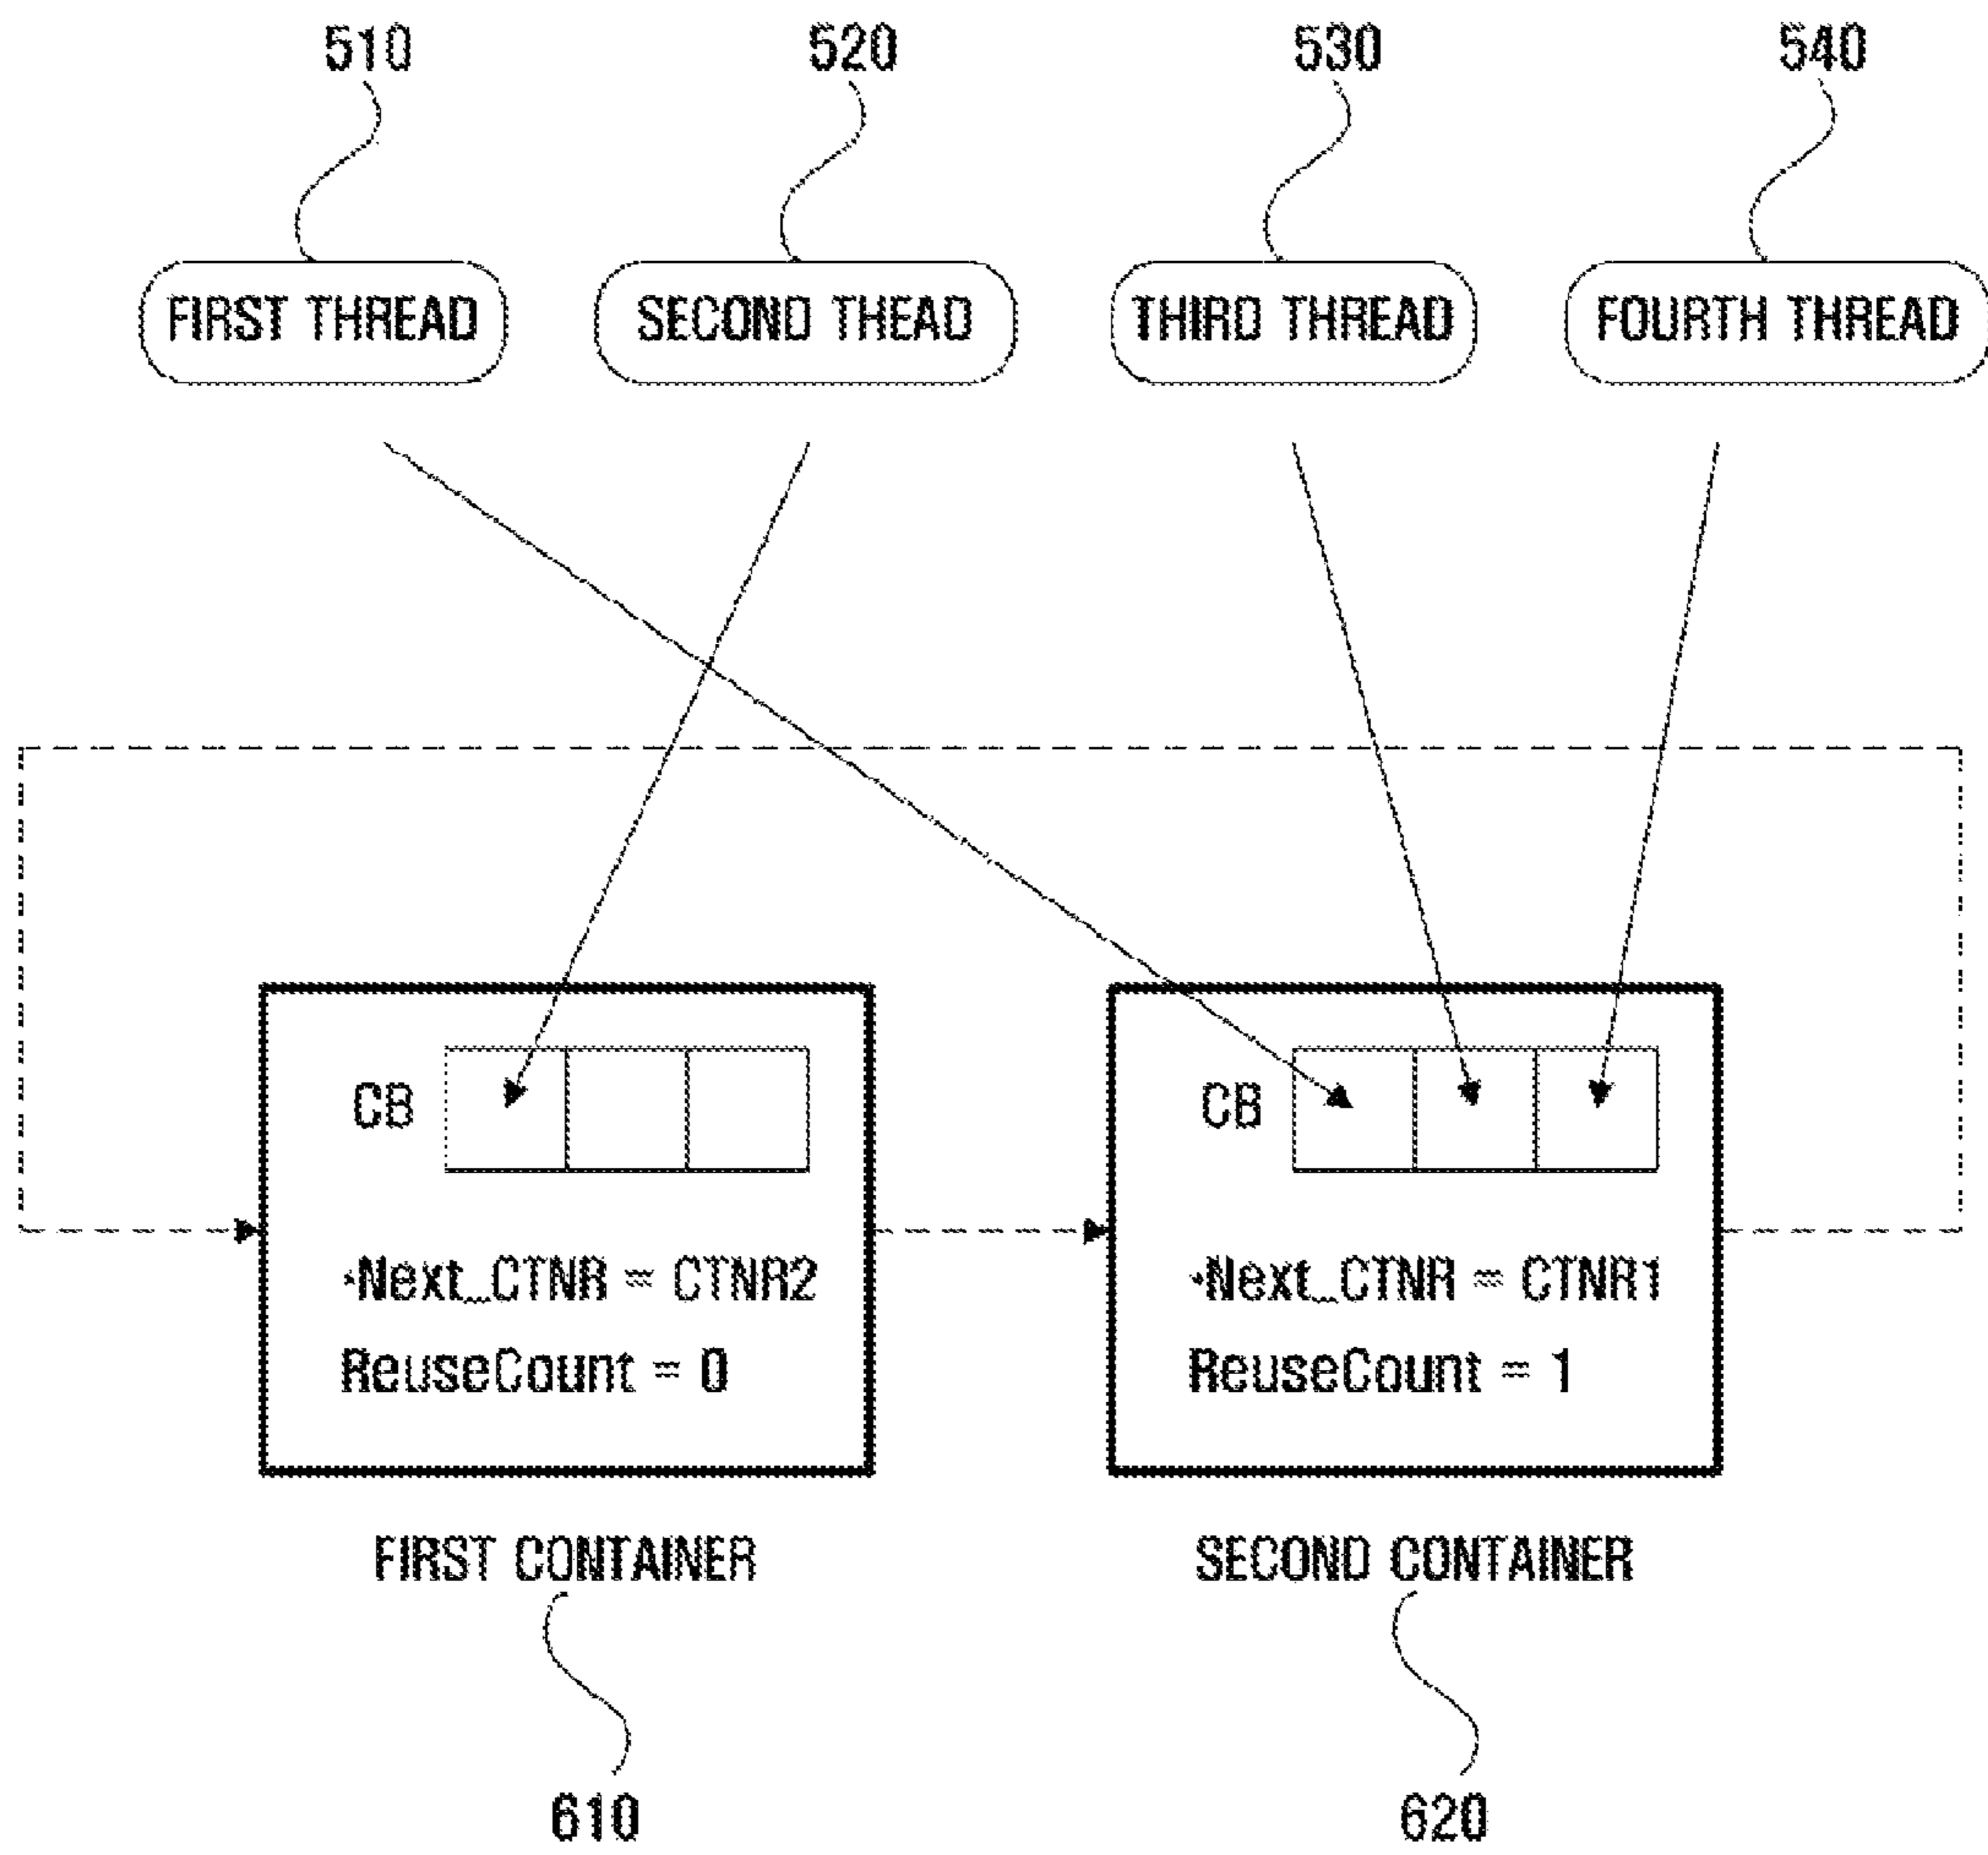 510 520 530 540
FIRST THREAD SECOND THEAD THIRD THREAD FOURTH THREAD
CB CB
*Next_CTNR = CTNR2 *Next_CTNR = CTNR1
ReuseCount = 0 ReuseCount = 1
FIRST CONTAINER SECOND CONTAINER
610 620